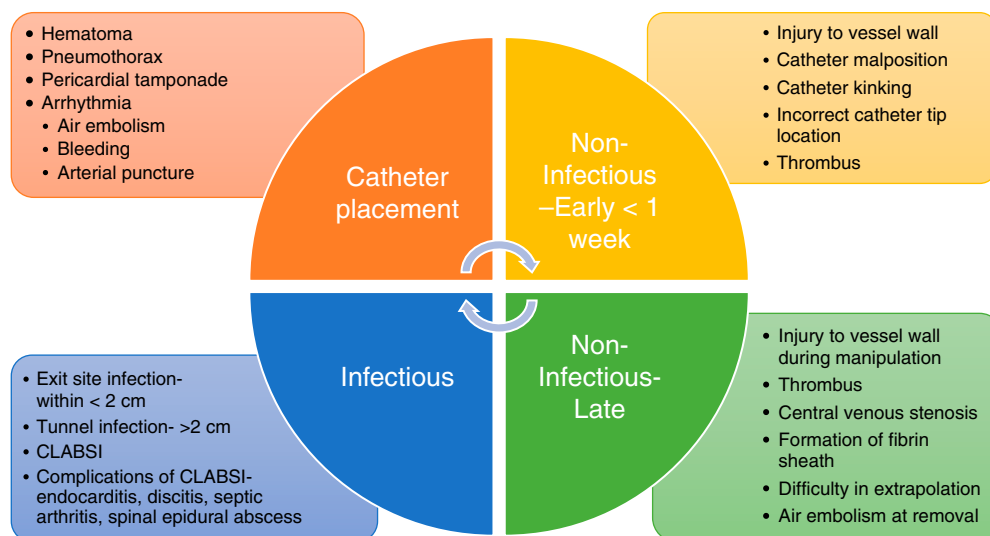 • Hematoma
• Pneumothorax
• Pericardial tamponade
• Arrhythmia
• Air embolism
• Bleeding
• Arterial puncture
Catheter
placement
Non-
Infectious
–Early < 1
week
• Injury to vessel wall
• Catheter malposition
• Catheter kinking
• Incorrect catheter tip
location
• Thrombus
Infectious
• Exit site infection-
within < 2 cm
• Tunnel infection- >2 cm
• CLABSI
• Complications of CLABSI-
endocarditis, discitis, septic
arthritis, spinal epidural abscess
Non-
Infectious-
Late
• Injury to vessel wall
during manipulation
• Thrombus
• Central venous stenosis
• Formation of fibrin
sheath
• Difficulty in extrapolation
• Air embolism at removal